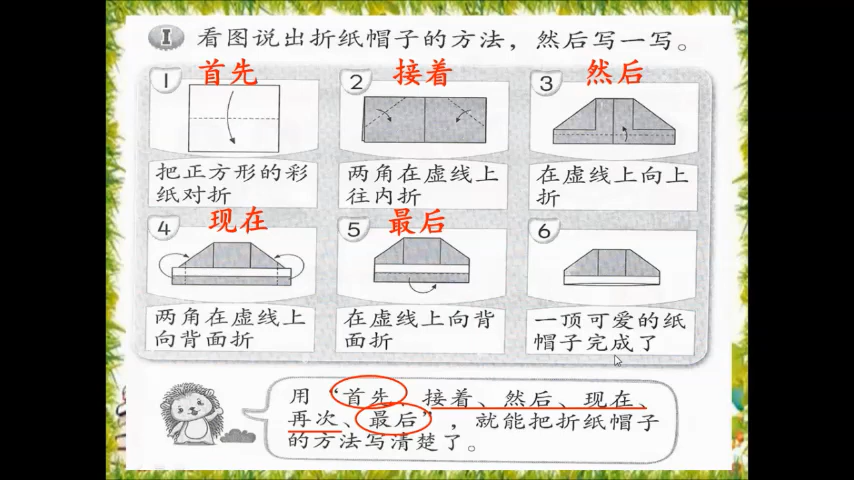 I 看图说出折纸帽子的方法，然后写一写。
1 首先
把正方形的彩
纸对折
2 接着
两角在虚线上
往内折
3 然后
在虚线上向上
折
4 现在
两角在虚线上
向背面折
5 最后
在虚线上向背
面折
6
一顶可爱的纸
帽子完成了
用“首先、接着、然后、现在、
再次、最后”，就能把折纸帽子
的方法写清楚了。